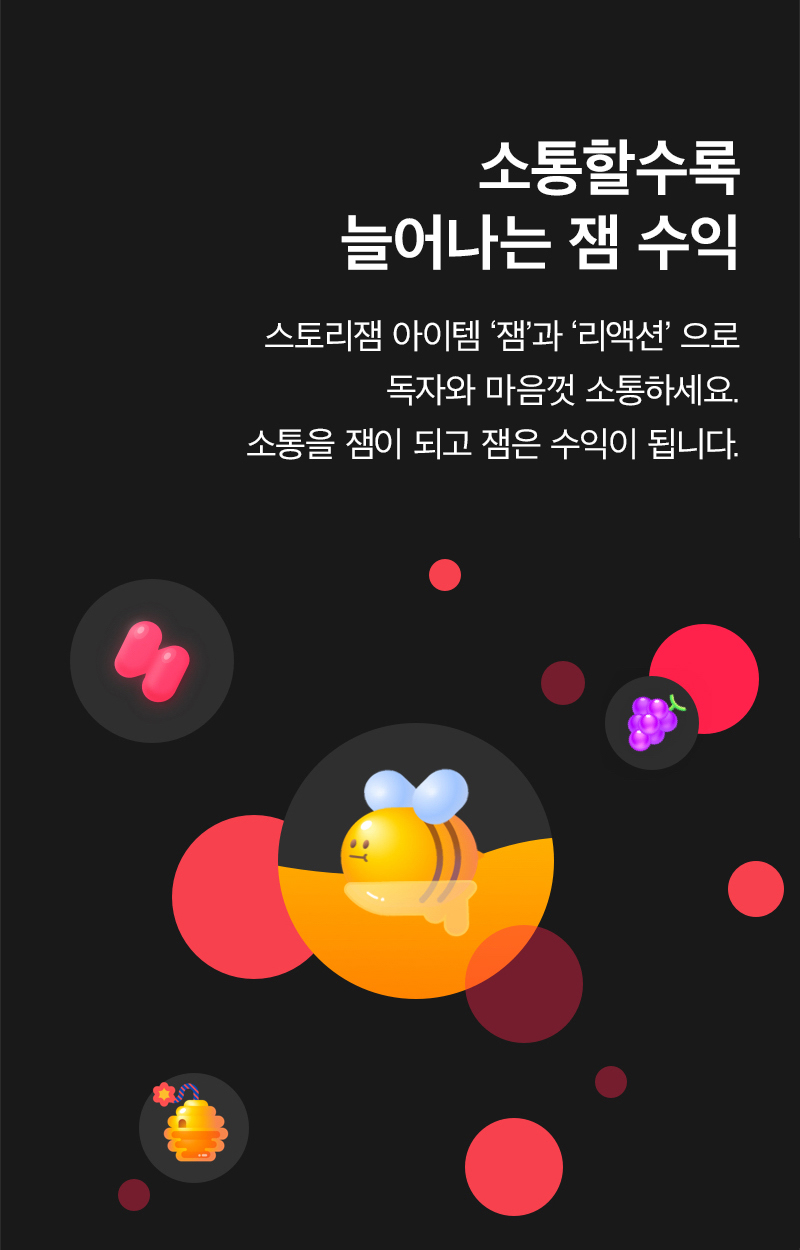 소통할수록
늘어나는 잼 수익
스토리잼 아이템 ‘잼’과 ‘리액션’ 으로
독자와 마음껏 소통하세요.
소통을 잼이 되고 잼은 수익이 됩니다.